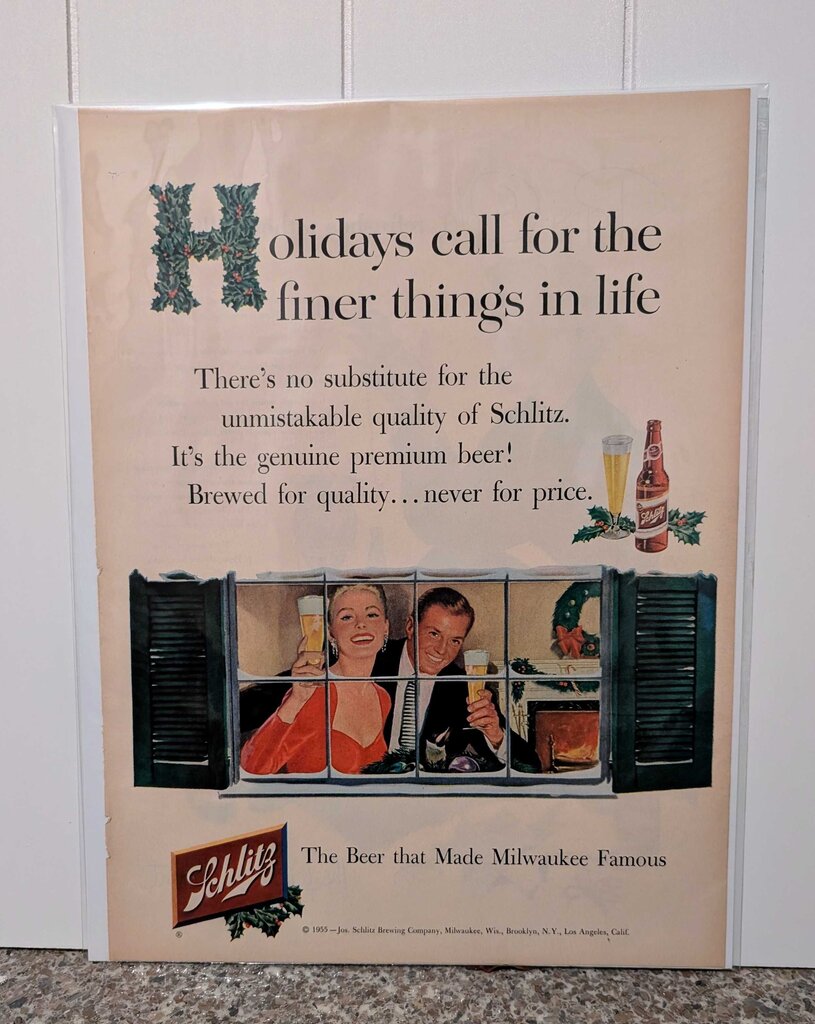 Holidays call for the
finer things in life
There's no substitute for the
unmistakable quality of Schlitz.
It's the genuine premium beer!
Brewed for quality...never for price.
Schlitz
Schlitz
The Beer that Made Milwaukee Famous
®
© 1955—Jos. Schlitz Brewing Company, Milwaukee, Wis., Brooklyn, N.Y., Los Angeles, Calif.